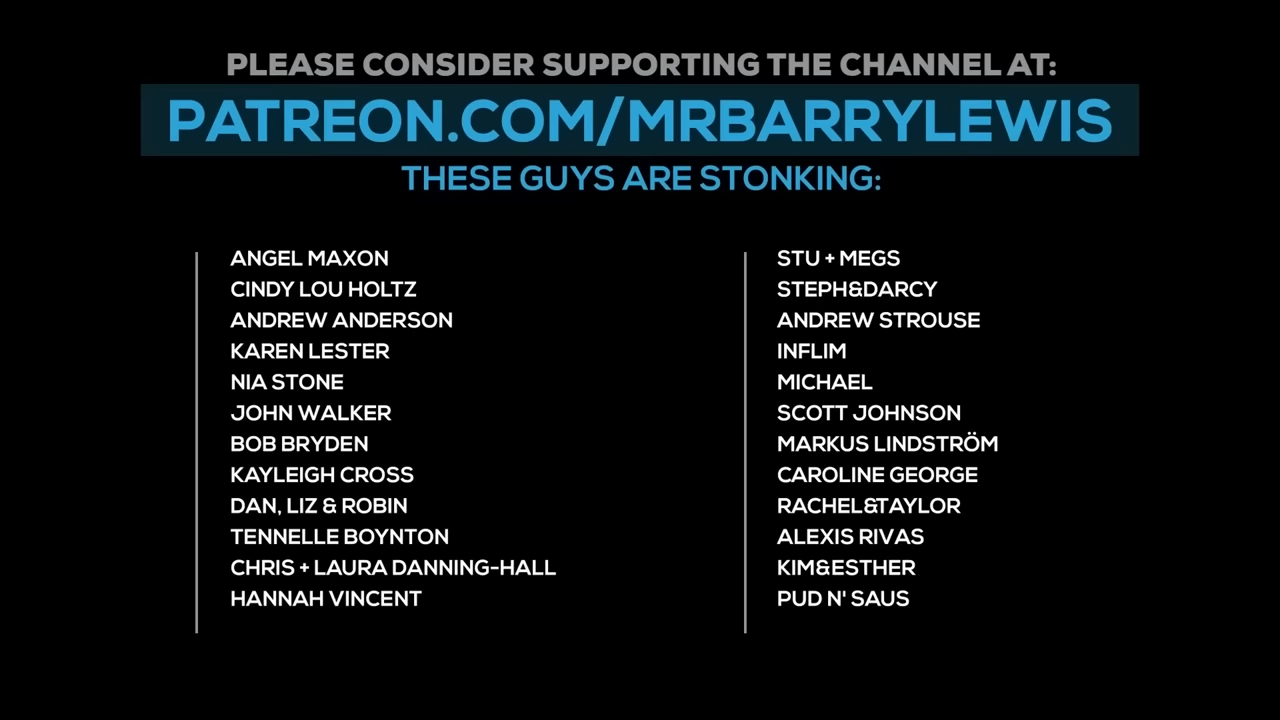 PLEASE CONSIDER SUPPORTING THE CHANNEL AT:
PATREON.COM/MRBARRYLEWIS
THESE GUYS ARE STONKING:
ANGEL MAXON
CINDY LOU HOLTZ
ANDREW ANDERSON
KAREN LESTER
NIA STONE
JOHN WALKER
BOB BRYDEN
KAYLEIGH CROSS
DAN, LIZ & ROBIN
TENNELLE BOYNTON
CHRIS + LAURA DANNING-HALL
HANNAH VINCENT
STU + MEGS
STEPH&DARCY
ANDREW STROUSE
INFLIM
MICHAEL
SCOTT JOHNSON
MARKUS LINDSTRÖM
CAROLINE GEORGE
RACHEL&TAYLOR
ALEXIS RIVAS
KIM&ESTHER
PUD N' SAUS